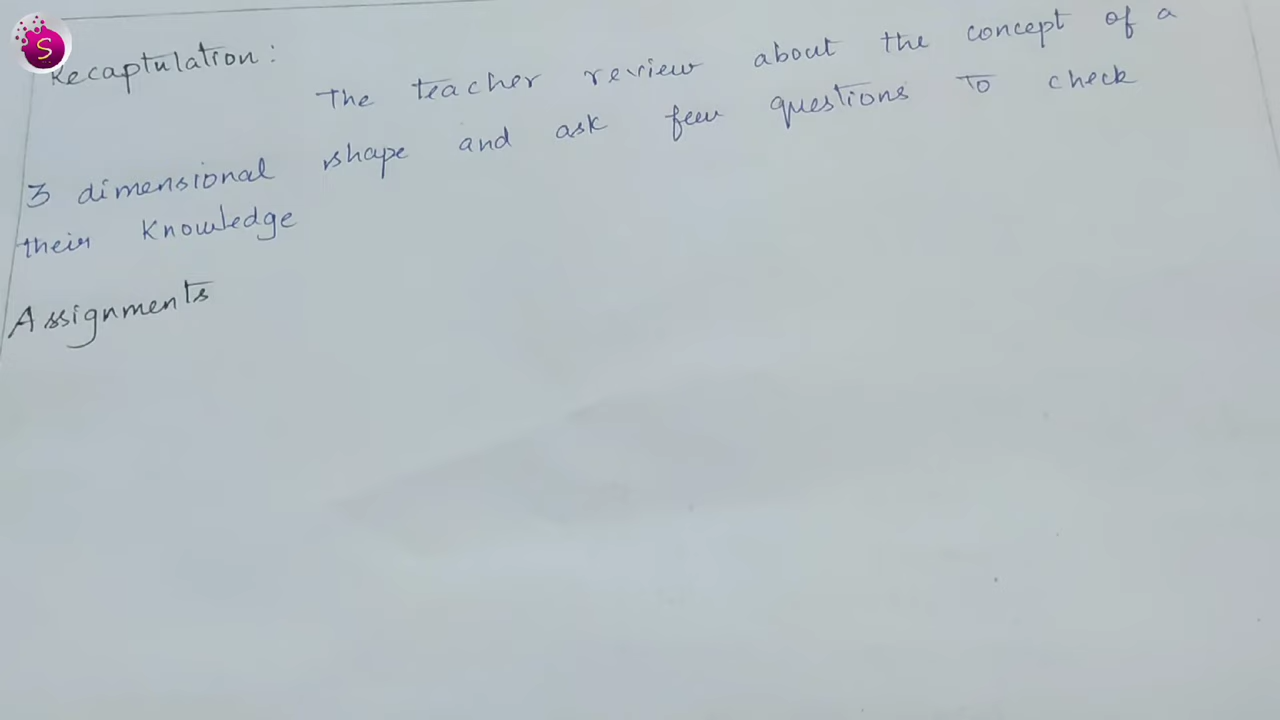 S
Recaptulation :
The teacher review about the concept of a
3 dimensional shape and ask few questions to check
their knowledge
Assignments